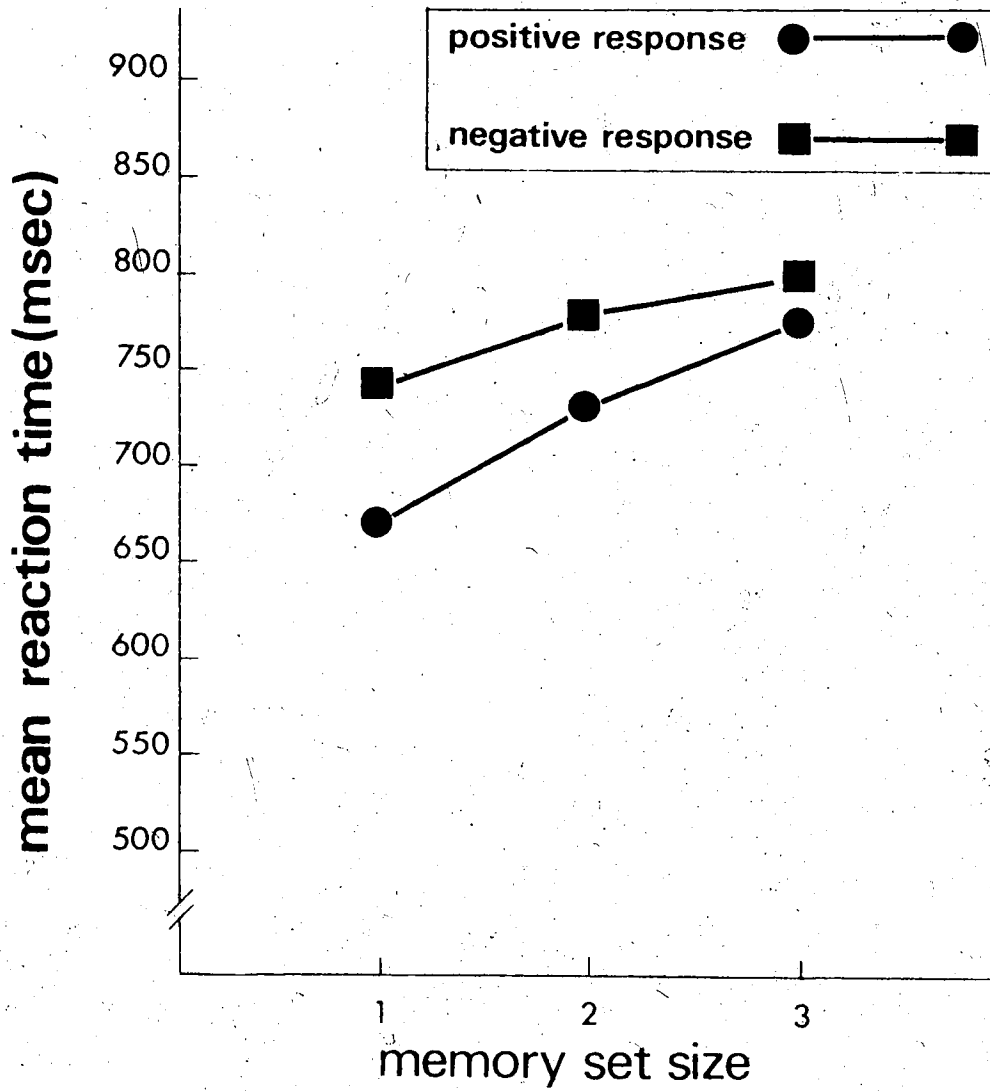 positive response
negative response
mean reaction time (msec)
900
850
800
750
700
650
600
550
500
1 2 3
memory set size